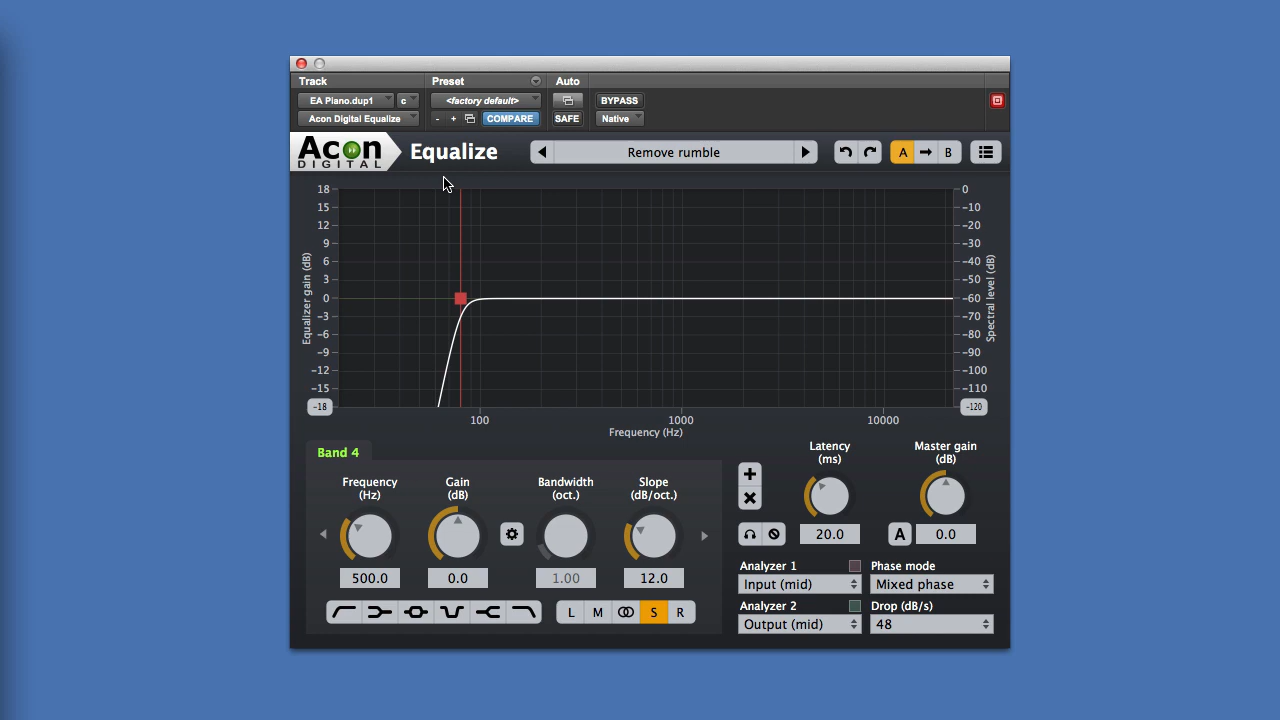 Track Preset Auto
EA Piano.dup1 c <factory default> BYPASS
Acon Digital Equalize - + COMPARE SAFE Native
Acon
DIGITAL
Equalize
Remove rumble
A B
18 0
15 -10
12 -20
9 -30
6 -40
3 -50
0 -60
-3 -70
-6 -80
-9 -90
-12 -100
-15 -110
-18 -120
Equalizer gain (dB)
Spectral level (dB)
100 1000 10000
Frequency (Hz)
Band 4
Frequency
(Hz)
Gain
(dB)
Bandwidth
(oct.)
Slope
(dB/oct.)
500.0 0.0 1.00 12.0
L M S R
Latency
(ms)
Master gain
(dB)
20.0 A 0.0
Analyzer 1 Phase mode
Input (mid) Mixed phase
Analyzer 2 Drop (dB/s)
Output (mid) 48